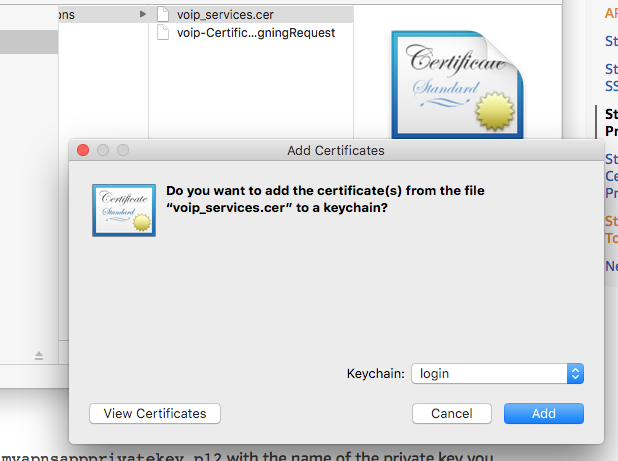 ons
voip_services.cer
voip-Certific...gningRequest
AP
St
St
SS
Certificate
Standard
St
Pr
Add Certificates
Do you want to add the certificate(s) from the file
“voip_services.cer” to a keychain?
Certificate
Standard
St
Ce
Pr
St
To
Ne
Keychain:
login
View Certificates
Cancel
Add
myapnsappprivatekey.p12 with the name of the private key you